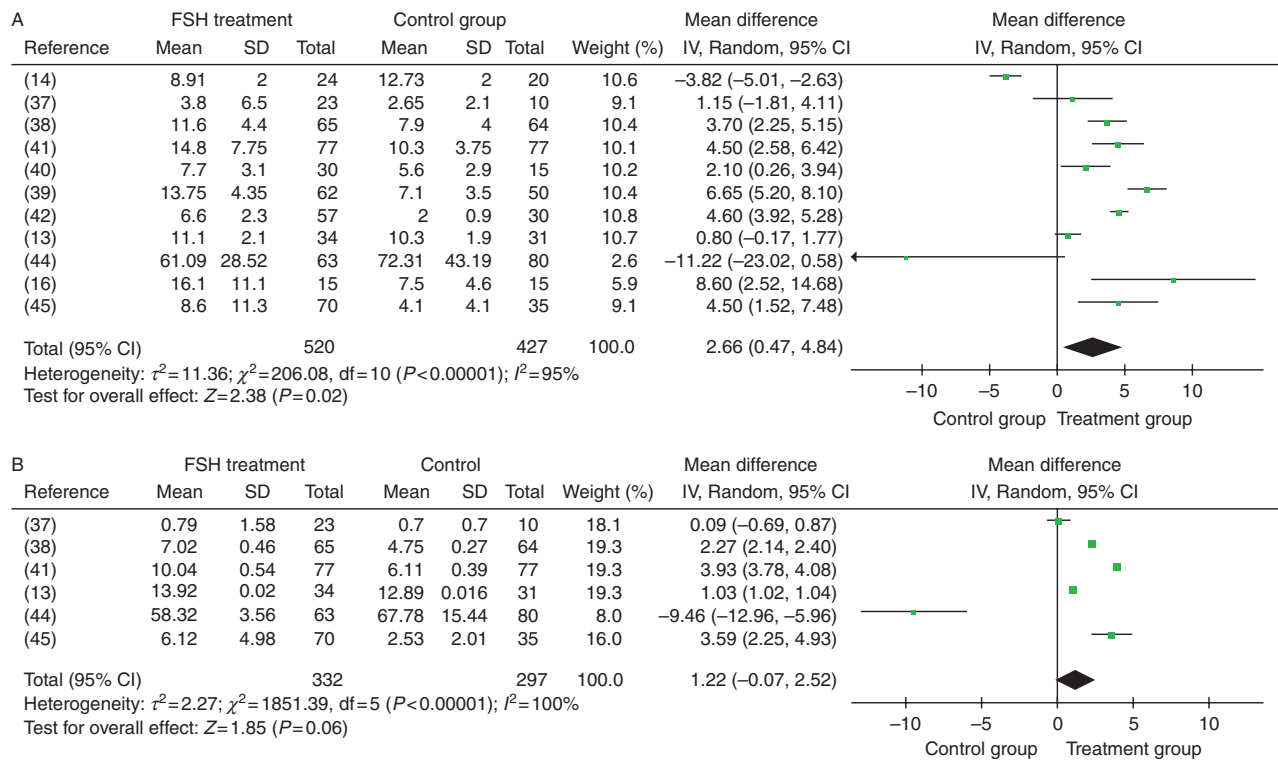 A FSH treatment Control group Mean difference Mean difference
Reference Mean SD Total Mean SD Total Weight (%) IV, Random, 95% CI IV, Random, 95% CI
(14) 8.91 2 24 12.73 2 20 10.6 −3.82 (−5.01, −2.63)
(37) 3.8 6.5 23 2.65 2.1 10 9.1 1.15 (−1.81, 4.11)
(38) 11.6 4.4 65 7.9 4 64 10.4 3.70 (2.25, 5.15)
(41) 14.8 7.75 77 10.3 3.75 77 10.1 4.50 (2.58, 6.42)
(40) 7.7 3.1 30 5.6 2.9 15 10.2 2.10 (0.26, 3.94)
(39) 13.75 4.35 62 7.1 3.5 50 10.4 6.65 (5.20, 8.10)
(42) 6.6 2.3 57 2 0.9 30 10.8 4.60 (3.92, 5.28)
(13) 11.1 2.1 34 10.3 1.9 31 10.7 0.80 (−0.17, 1.77)
(44) 61.09 28.52 63 72.31 43.19 80 2.6 −11.22 (−23.02, 0.58)
(16) 16.1 11.1 15 7.5 4.6 15 5.9 8.60 (2.52, 14.68)
(45) 8.6 11.3 70 4.1 4.1 35 9.1 4.50 (1.52, 7.48)
Total (95% CI) 520 427 100.0 2.66 (0.47, 4.84)
Heterogeneity: τ²=11.36; χ²=206.08, df=10 (P<0.00001); I²=95%
Test for overall effect: Z=2.38 (P=0.02)
−10 −5 0 5 10
Control group Treatment group
B FSH treatment Control Mean difference Mean difference
Reference Mean SD Total Mean SD Total Weight (%) IV, Random, 95% CI IV, Random, 95% CI
(37) 0.79 1.58 23 0.7 0.7 10 18.1 0.09 (−0.69, 0.87)
(38) 7.02 0.46 65 4.75 0.27 64 19.3 2.27 (2.14, 2.40)
(41) 10.04 0.54 77 6.11 0.39 77 19.3 3.93 (3.78, 4.08)
(13) 13.92 0.02 34 12.89 0.016 31 19.3 1.03 (1.02, 1.04)
(44) 58.32 3.56 63 67.78 15.44 80 8.0 −9.46 (−12.96, −5.96)
(45) 6.12 4.98 70 2.53 2.01 35 16.0 3.59 (2.25, 4.93)
Total (95% CI) 332 297 100.0 1.22 (−0.07, 2.52)
Heterogeneity: τ²=2.27; χ²=1851.39, df=5 (P<0.00001); I²=100%
Test for overall effect: Z=1.85 (P=0.06)
−10 −5 0 5 10
Control group Treatment group